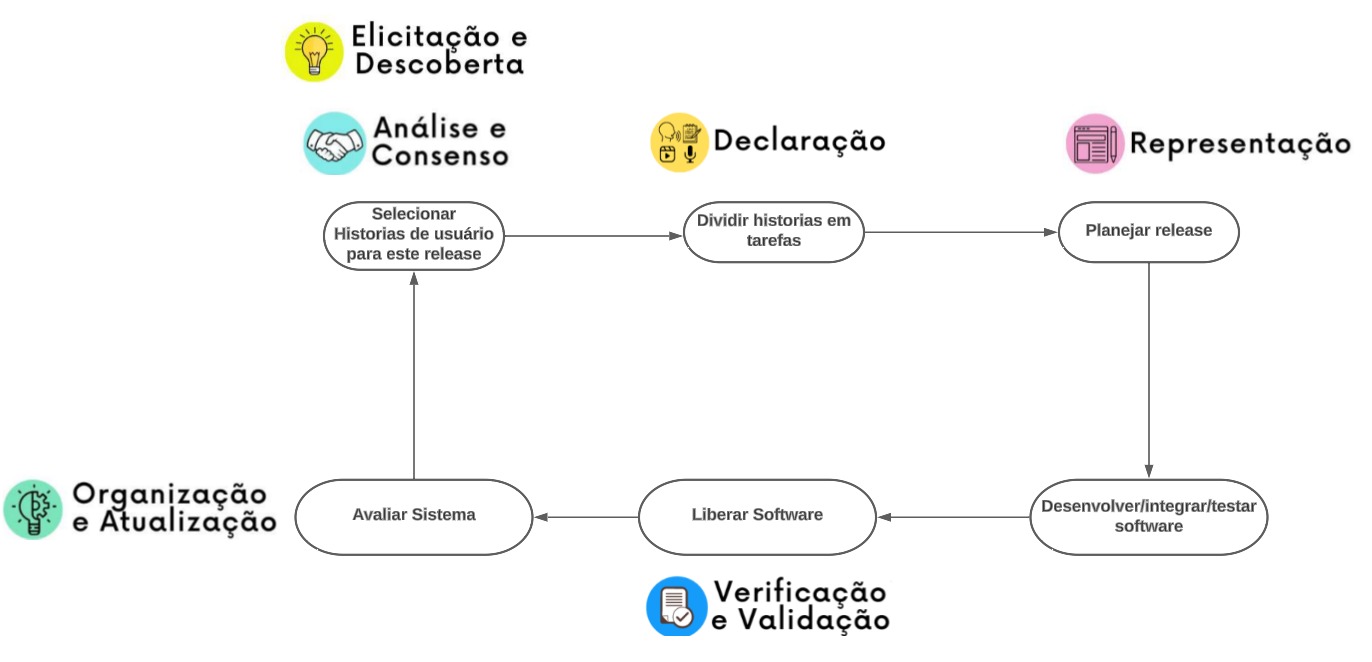 Elicitação e
Descoberta
Análise e
Consenso
Declaração
Representação
Selecionar
Historias de usuário
para este release
Dividir historias em
tarefas
Planejar release
Organização
e Atualização
Avaliar Sistema
Liberar Software
Desenvolver/integrar/testar
software
Verificação
e Validação